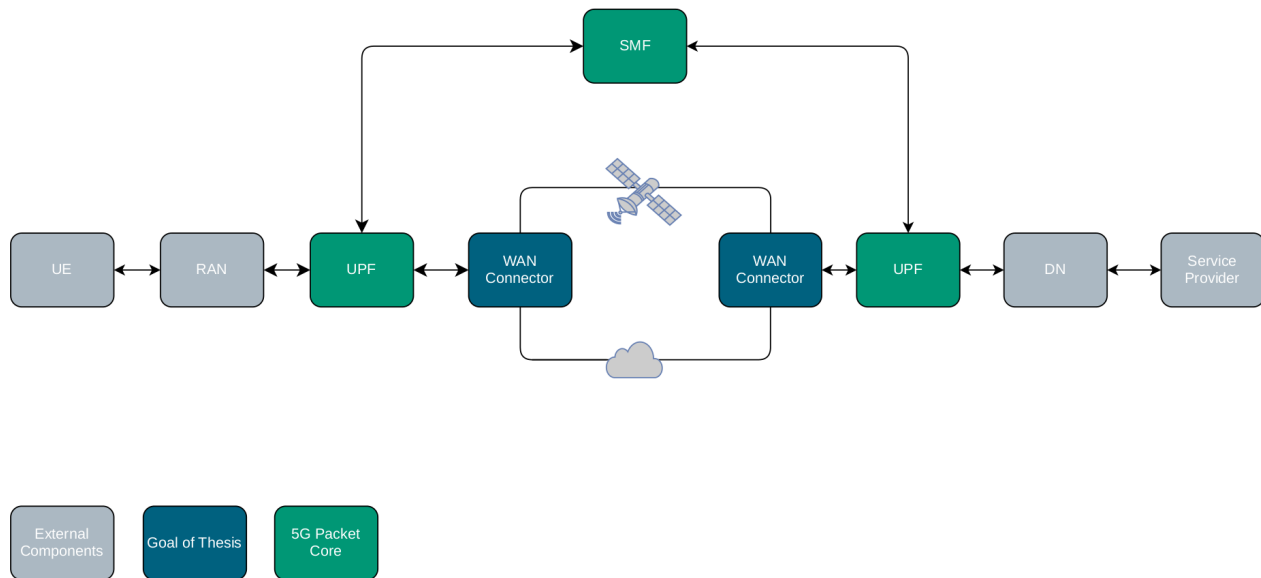 SMF
UE
RAN
UPF
WAN
Connector
WAN
Connector
UPF
DN
Service
Provider
External
Components
Goal of Thesis
5G Packet
Core